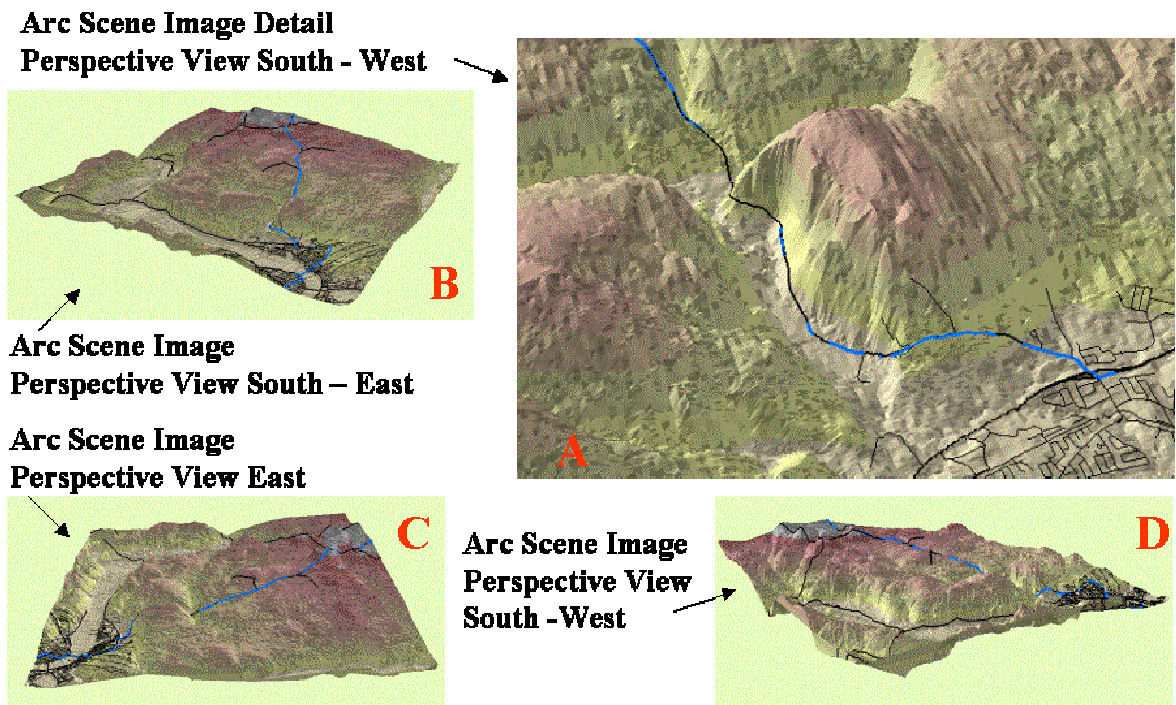 Arc Scene Image Detail
Perspective View South - West
B
Arc Scene Image
Perspective View South – East
A
Arc Scene Image
Perspective View East
C
Arc Scene Image
Perspective View
South -West
D